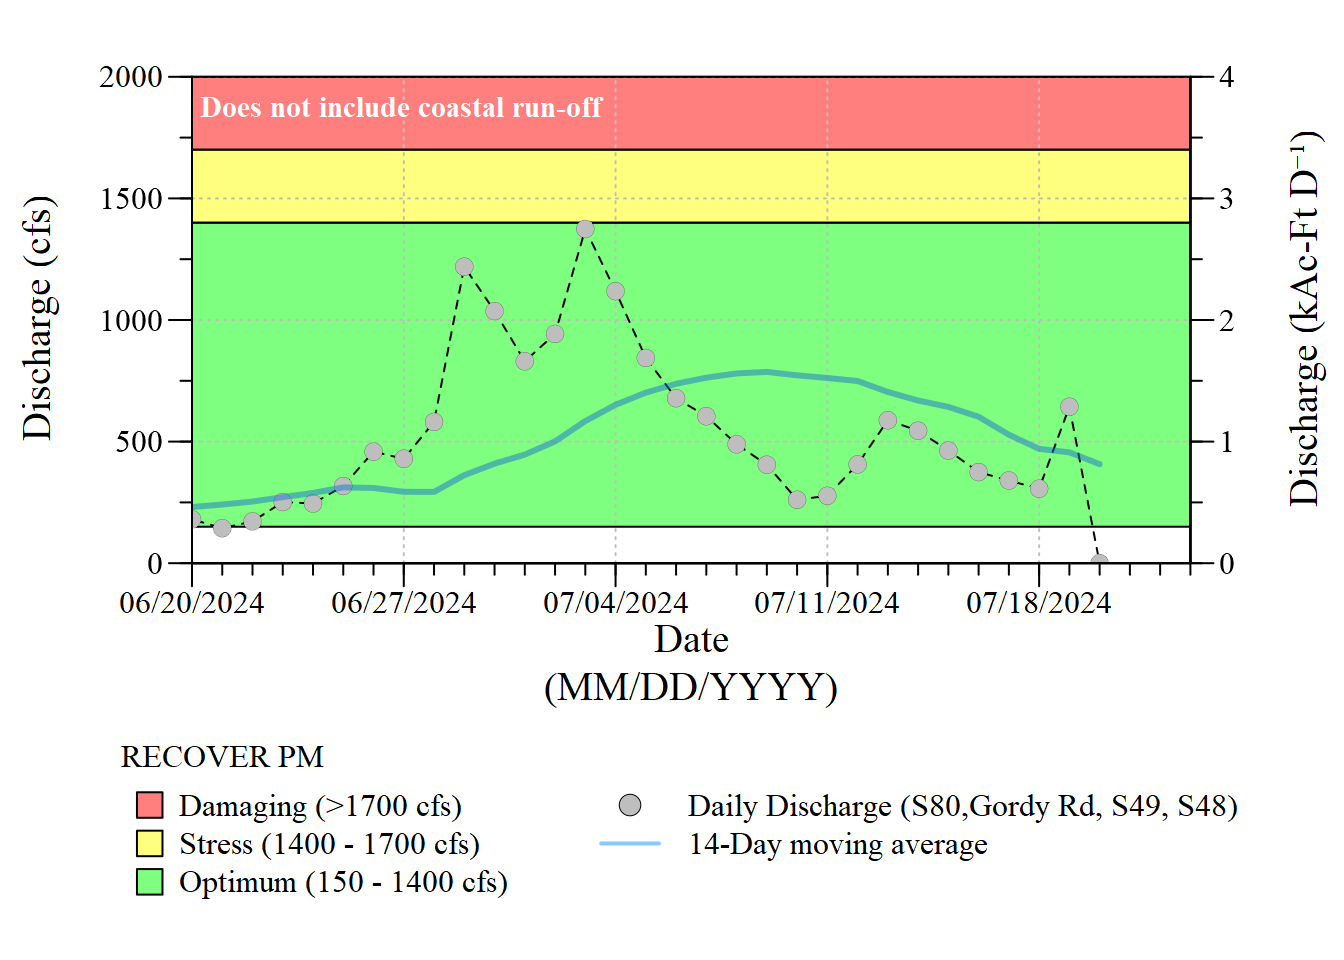 Does not include coastal run-off
2000
1500
1000
500
0
Discharge (cfs)
4
3
2
1
0
Discharge (kAc-Ft D⁻¹)
06/20/2024 06/27/2024 07/04/2024 07/11/2024 07/18/2024
Date
(MM/DD/YYYY)
RECOVER PM
Damaging (>1700 cfs)
Stress (1400 - 1700 cfs)
Optimum (150 - 1400 cfs)
Daily Discharge (S80,Gordy Rd, S49, S48)
14-Day moving average